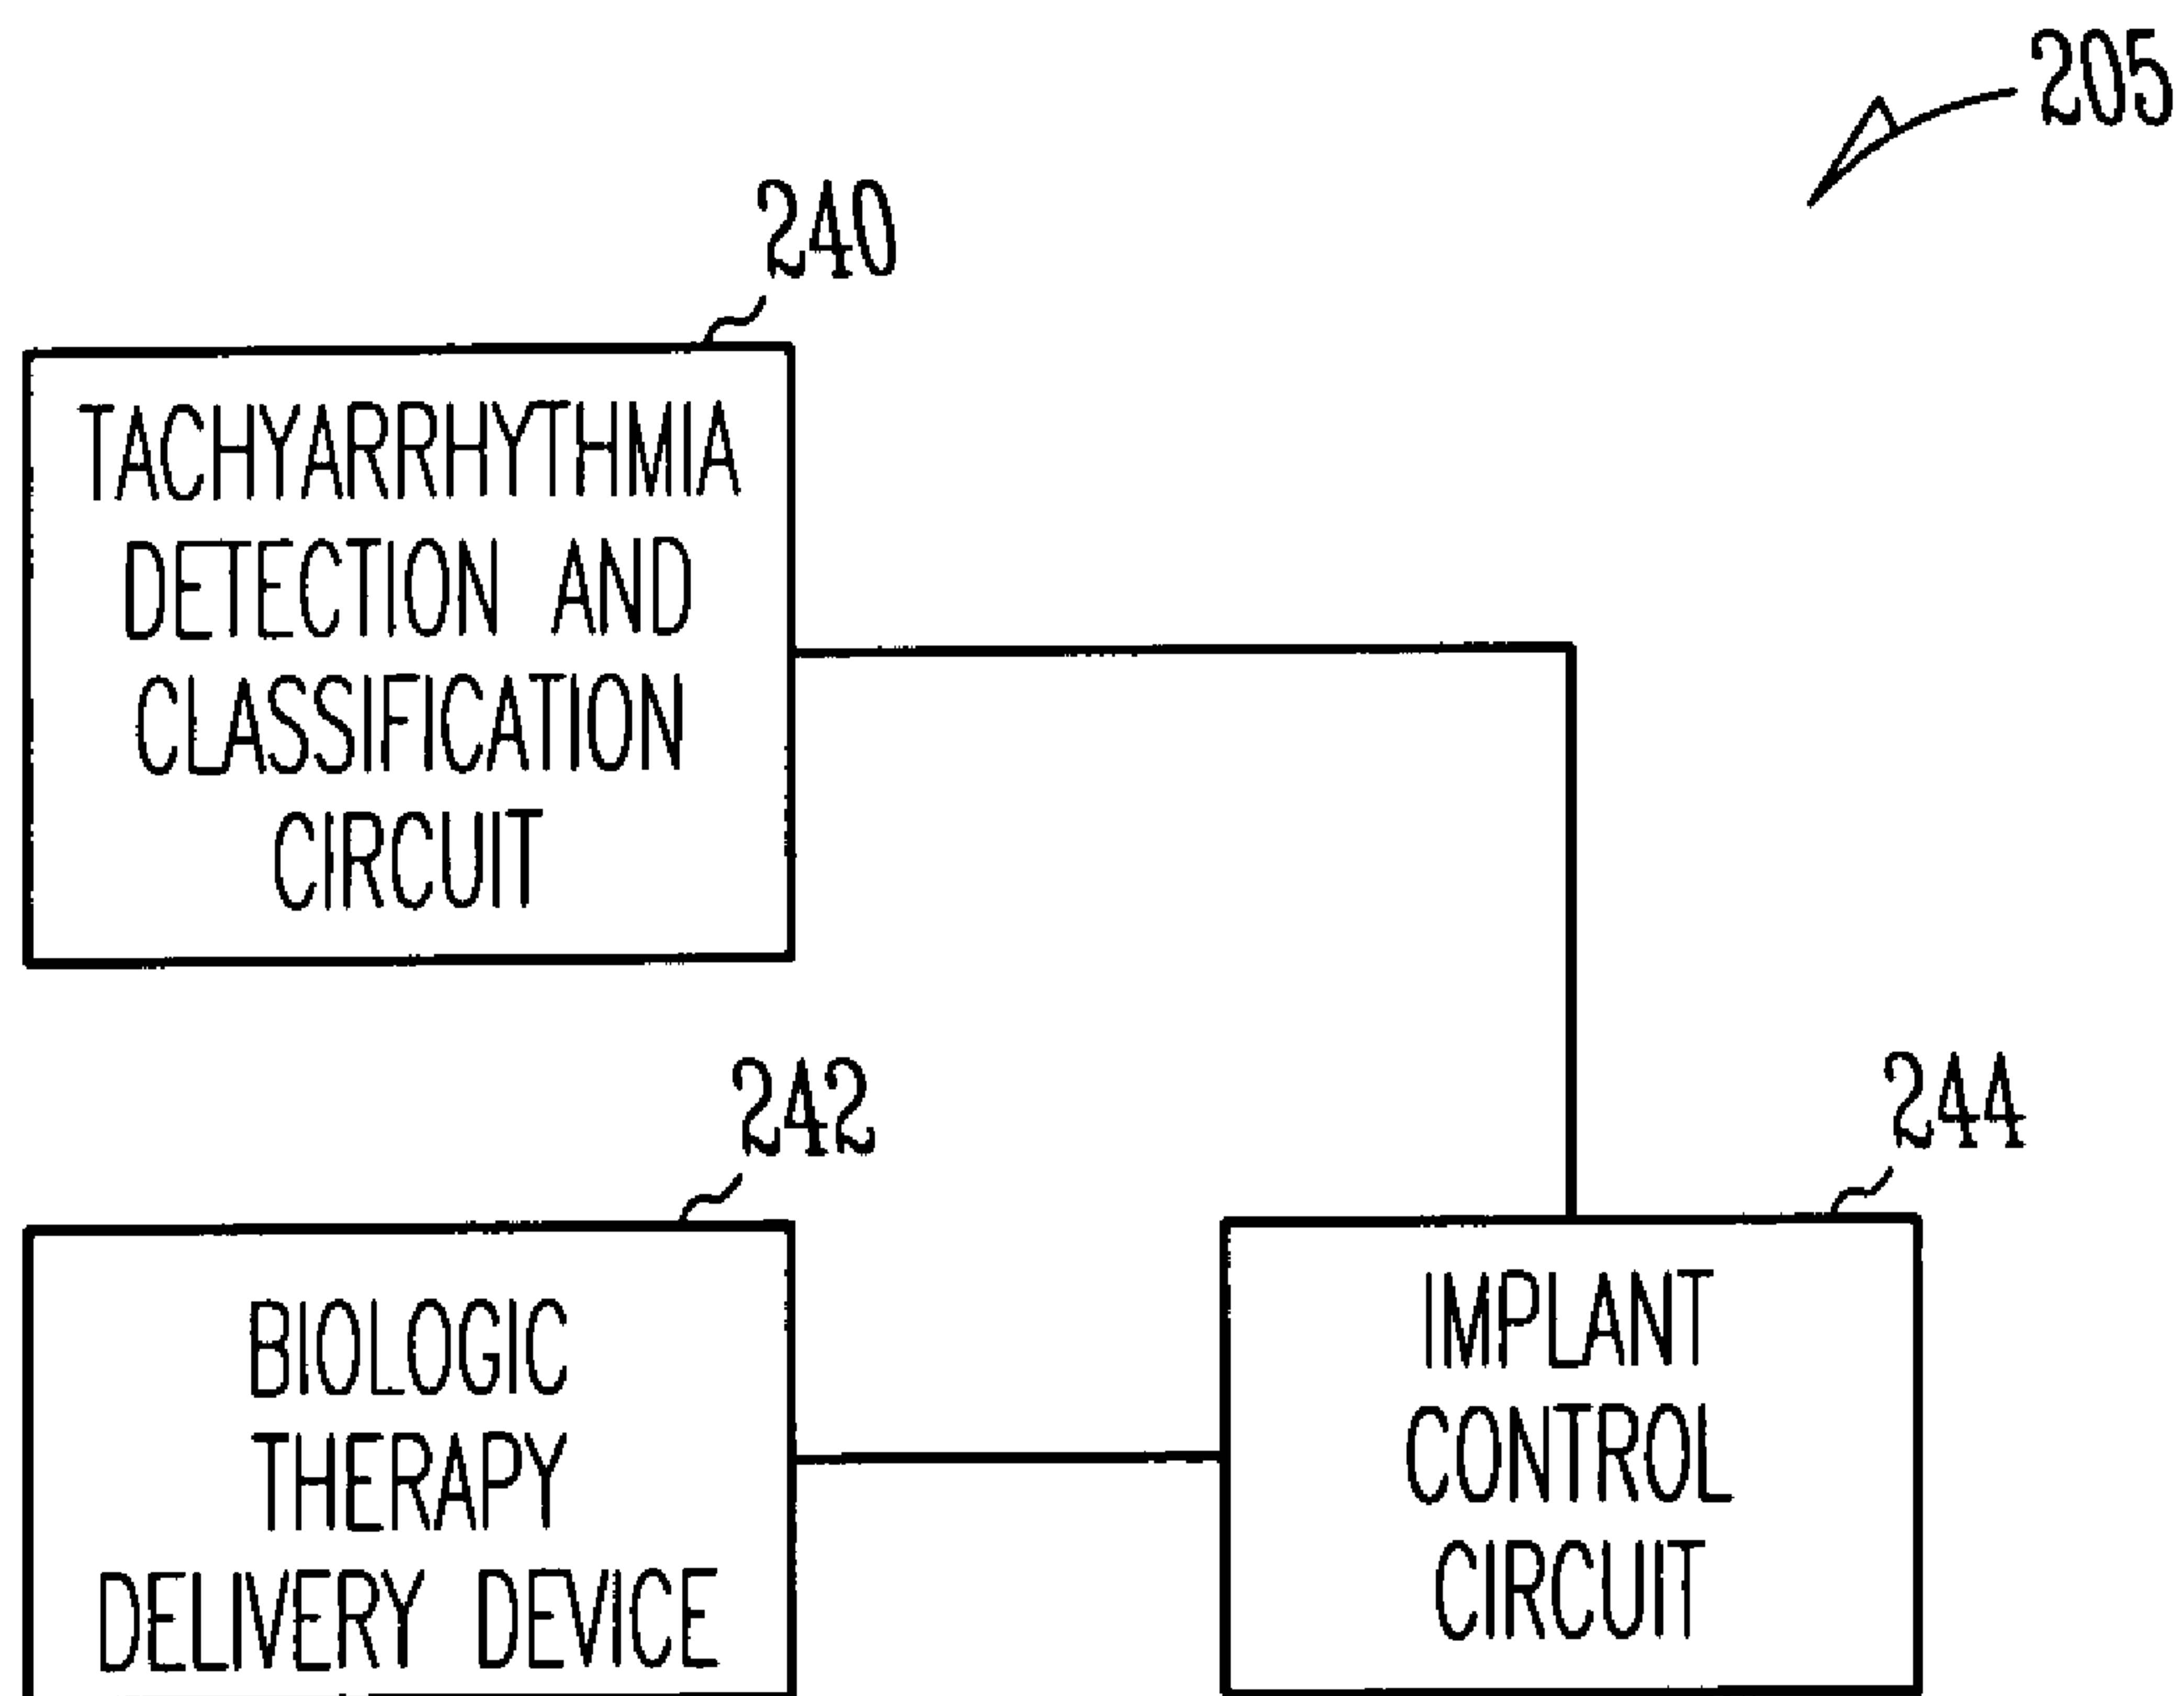 205
240
TACHYARRHYTHMIA
DETECTION AND
CLASSIFICATION
CIRCUIT
242
BIOLOGIC
THERAPY
DELIVERY DEVICE
244
IMPLANT
CONTROL
CIRCUIT